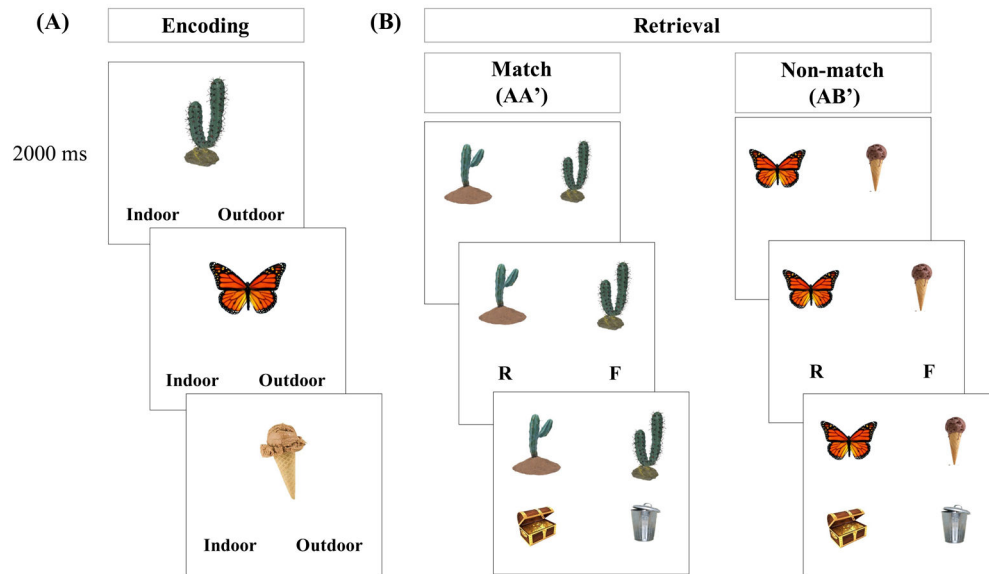 (A)
Encoding
2000 ms
Indoor Outdoor
Indoor Outdoor
Indoor Outdoor
(B)
Retrieval
Match
(AA’)
R F
Non-match
(AB’)
R F